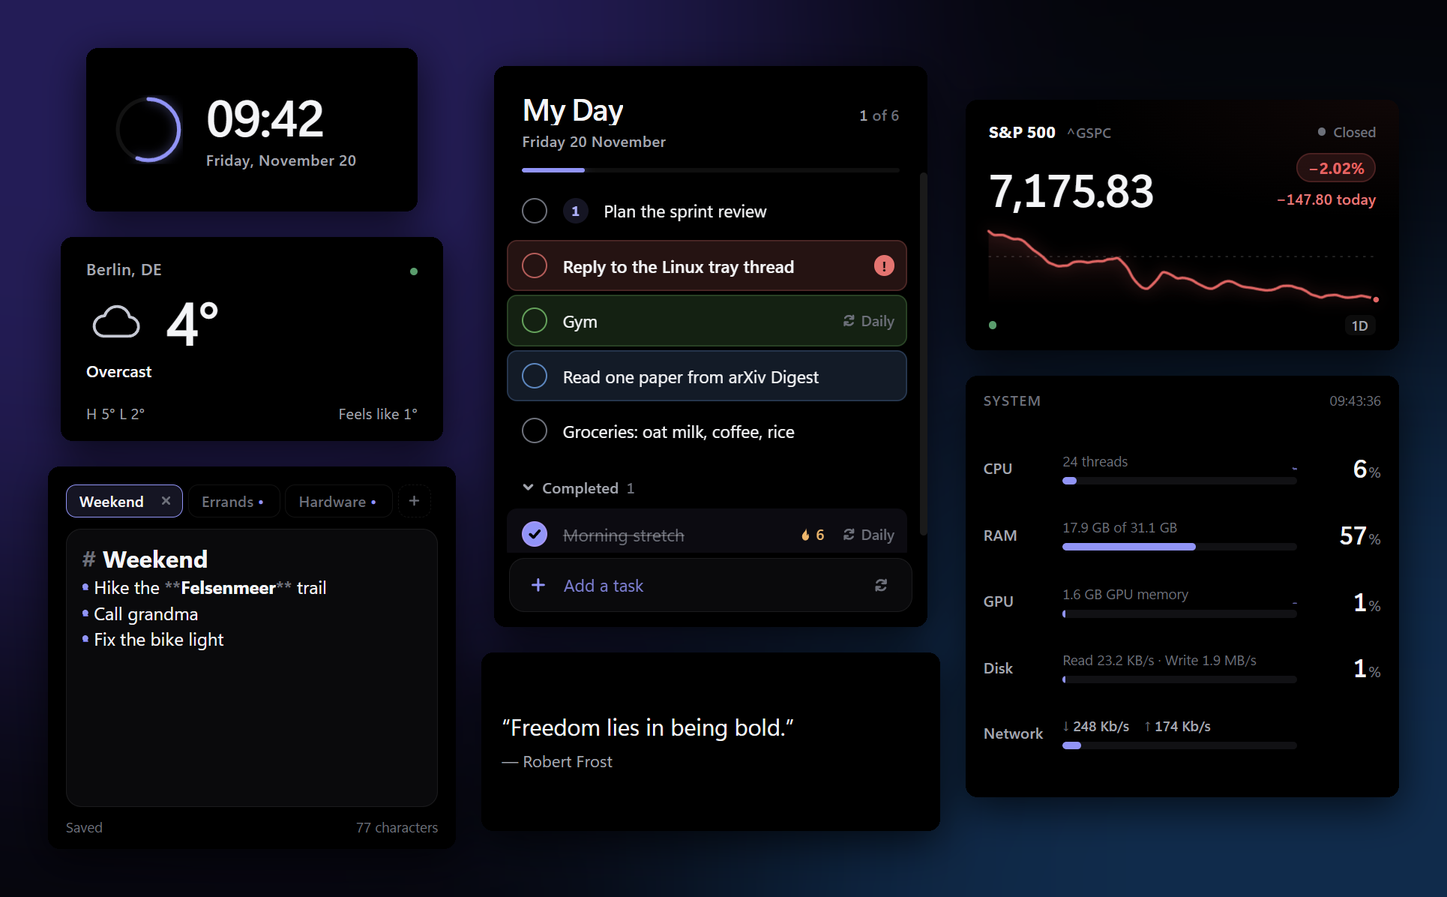 09:42
Friday, November 20
Berlin, DE
4°
Overcast
H 5° L 2°
Feels like 1°
Weekend ×
Errands •
Hardware •
+
# Weekend
• Hike the **Felsenmeer** trail
• Call grandma
• Fix the bike light
Saved
77 characters
My Day
1 of 6
Friday 20 November
1 Plan the sprint review
Reply to the Linux tray thread !
Gym Daily
Read one paper from arXiv Digest
Groceries: oat milk, coffee, rice
Completed 1
Morning stretch 6 Daily
+ Add a task
“Freedom lies in being bold.”
— Robert Frost
S&P 500 ^GSPC
Closed
7,175.83
−2.02%
−147.80 today
1D
SYSTEM
09:43:36
CPU
24 threads
6%
RAM
17.9 GB of 31.1 GB
57%
GPU
1.6 GB GPU memory
1%
Disk
Read 23.2 KB/s · Write 1.9 MB/s
1%
Network
↓ 248 Kb/s ↑ 174 Kb/s